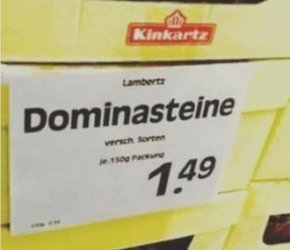 Kinkartz
Lambertz
Dominasteine
versch. Sorten
je 150g Packung
1.49